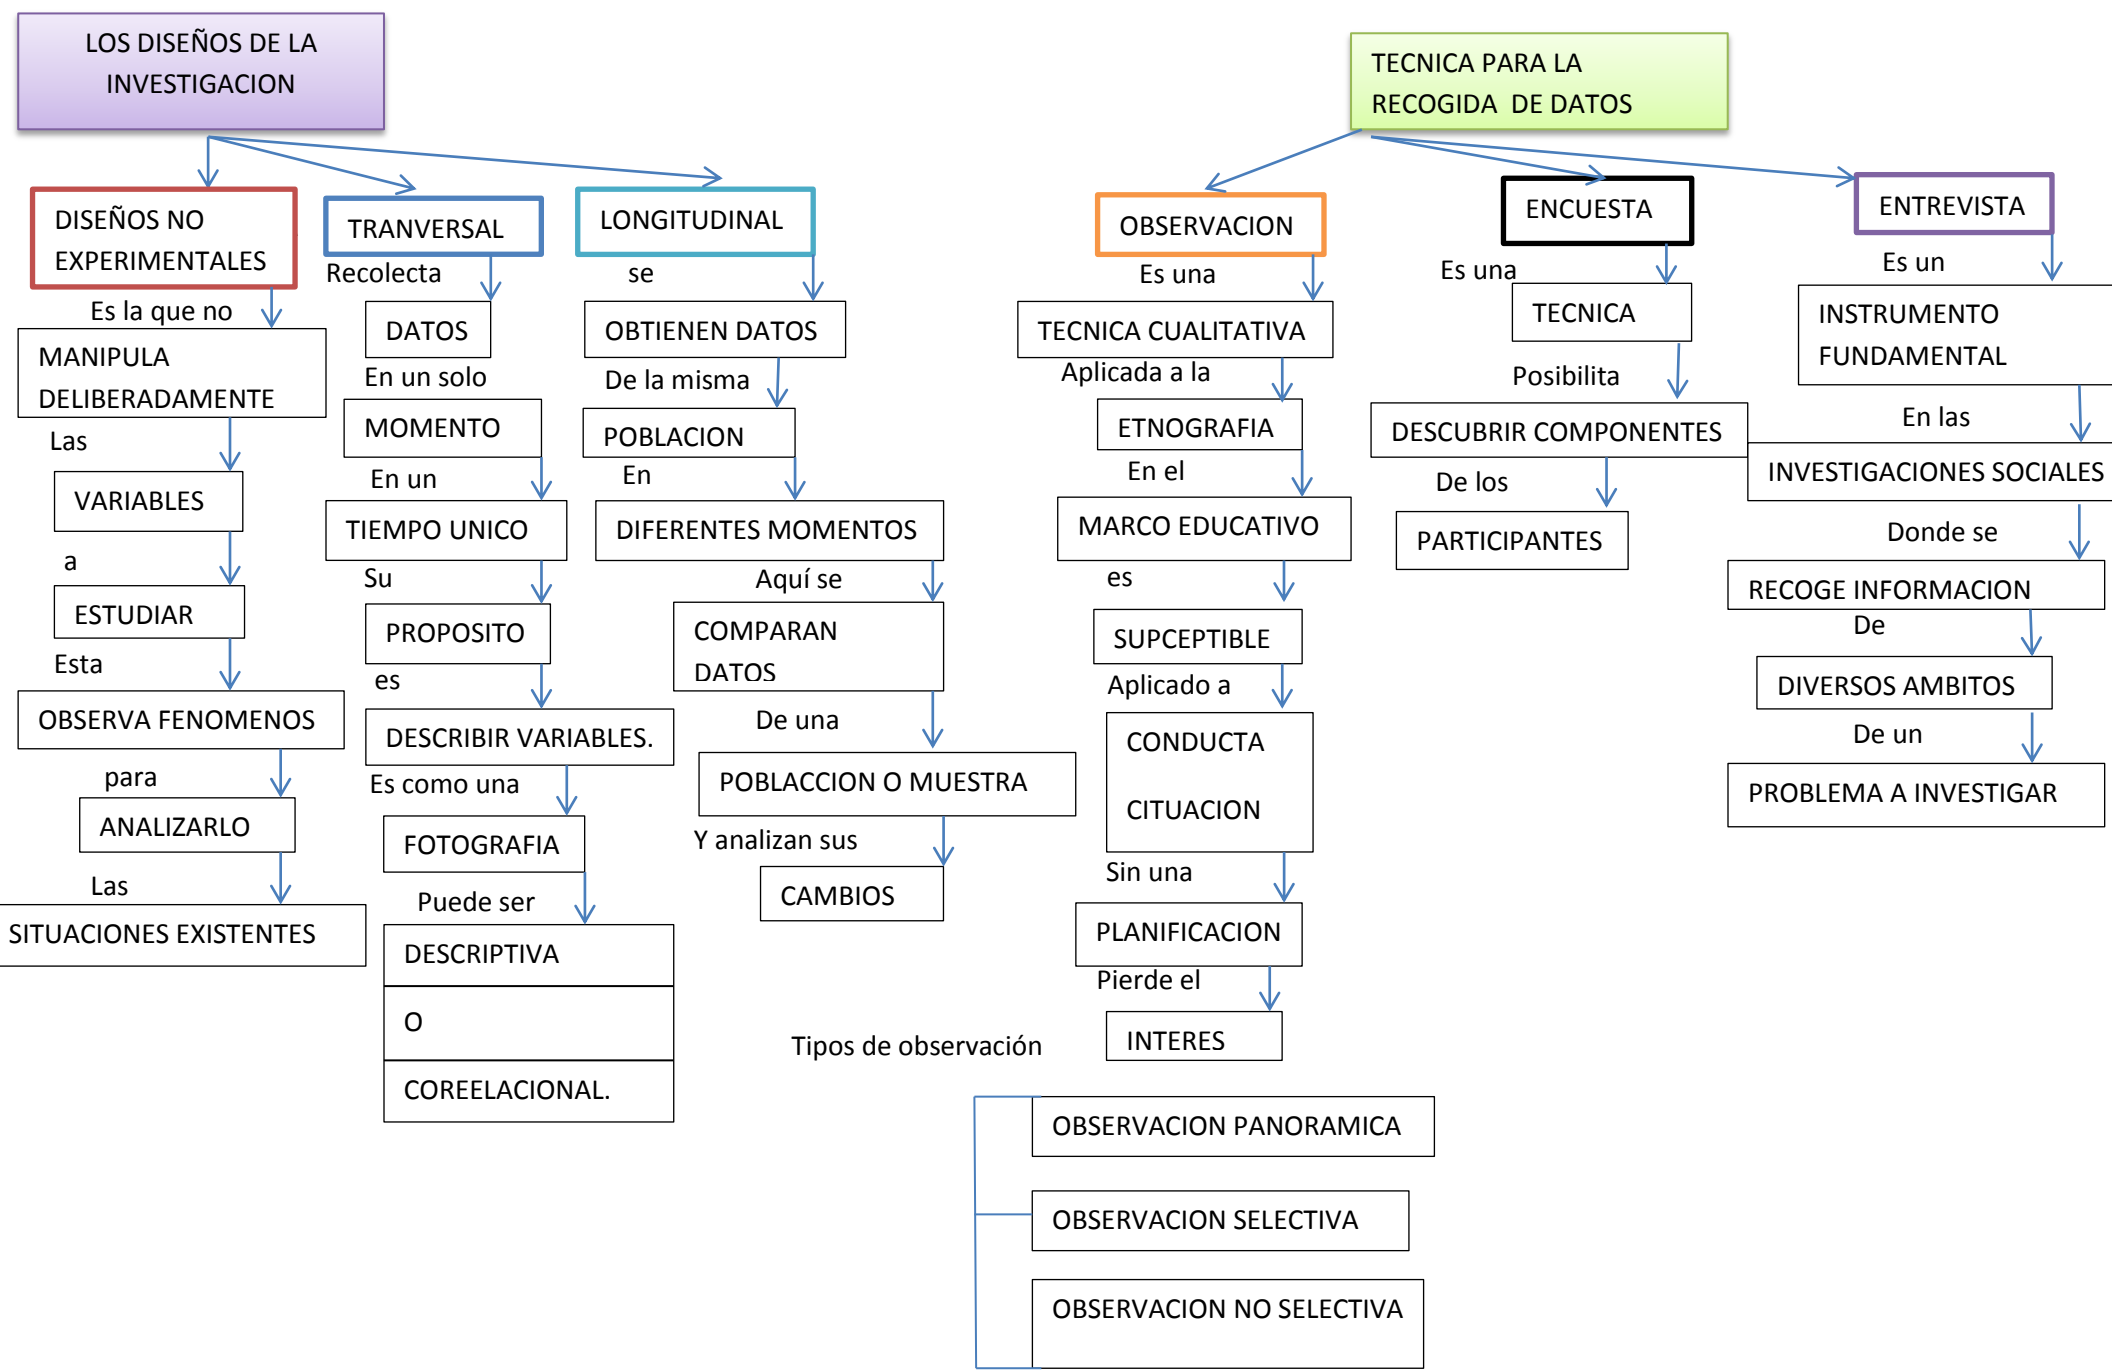 LOS DISEÑOS DE LA
INVESTIGACION
DISEÑOS NO
EXPERIMENTALES
Es la que no
MANIPULA
DELIBERADAMENTE
Las
VARIABLES
a
ESTUDIAR
Esta
OBSERVA FENOMENOS
para
ANALIZARLO
Las
SITUACIONES EXISTENTES
TRANVERSAL
Recolecta
DATOS
En un solo
MOMENTO
En un
TIEMPO UNICO
Su
PROPOSITO
es
DESCRIBIR VARIABLES.
Es como una
FOTOGRAFIA
Puede ser
DESCRIPTIVA
O
COREELACIONAL.
LONGITUDINAL
se
OBTIENEN DATOS
De la misma
POBLACION
En
DIFERENTES MOMENTOS
Aquí se
COMPARAN
DATOS
De una
POBLACCION O MUESTRA
Y analizan sus
CAMBIOS
TECNICA PARA LA
RECOGIDA DE DATOS
OBSERVACION
Es una
TECNICA CUALITATIVA
Aplicada a la
ETNOGRAFIA
En el
MARCO EDUCATIVO
es
SUPCEPTIBLE
Aplicado a
CONDUCTA
CITUACION
Sin una
PLANIFICACION
Pierde el
INTERES
Tipos de observación
OBSERVACION PANORAMICA
OBSERVACION SELECTIVA
OBSERVACION NO SELECTIVA
ENCUESTA
Es una
TECNICA
Posibilita
DESCUBRIR COMPONENTES
De los
PARTICIPANTES
ENTREVISTA
Es un
INSTRUMENTO
FUNDAMENTAL
En las
INVESTIGACIONES SOCIALES
Donde se
RECOGE INFORMACION
De
DIVERSOS AMBITOS
De un
PROBLEMA A INVESTIGAR